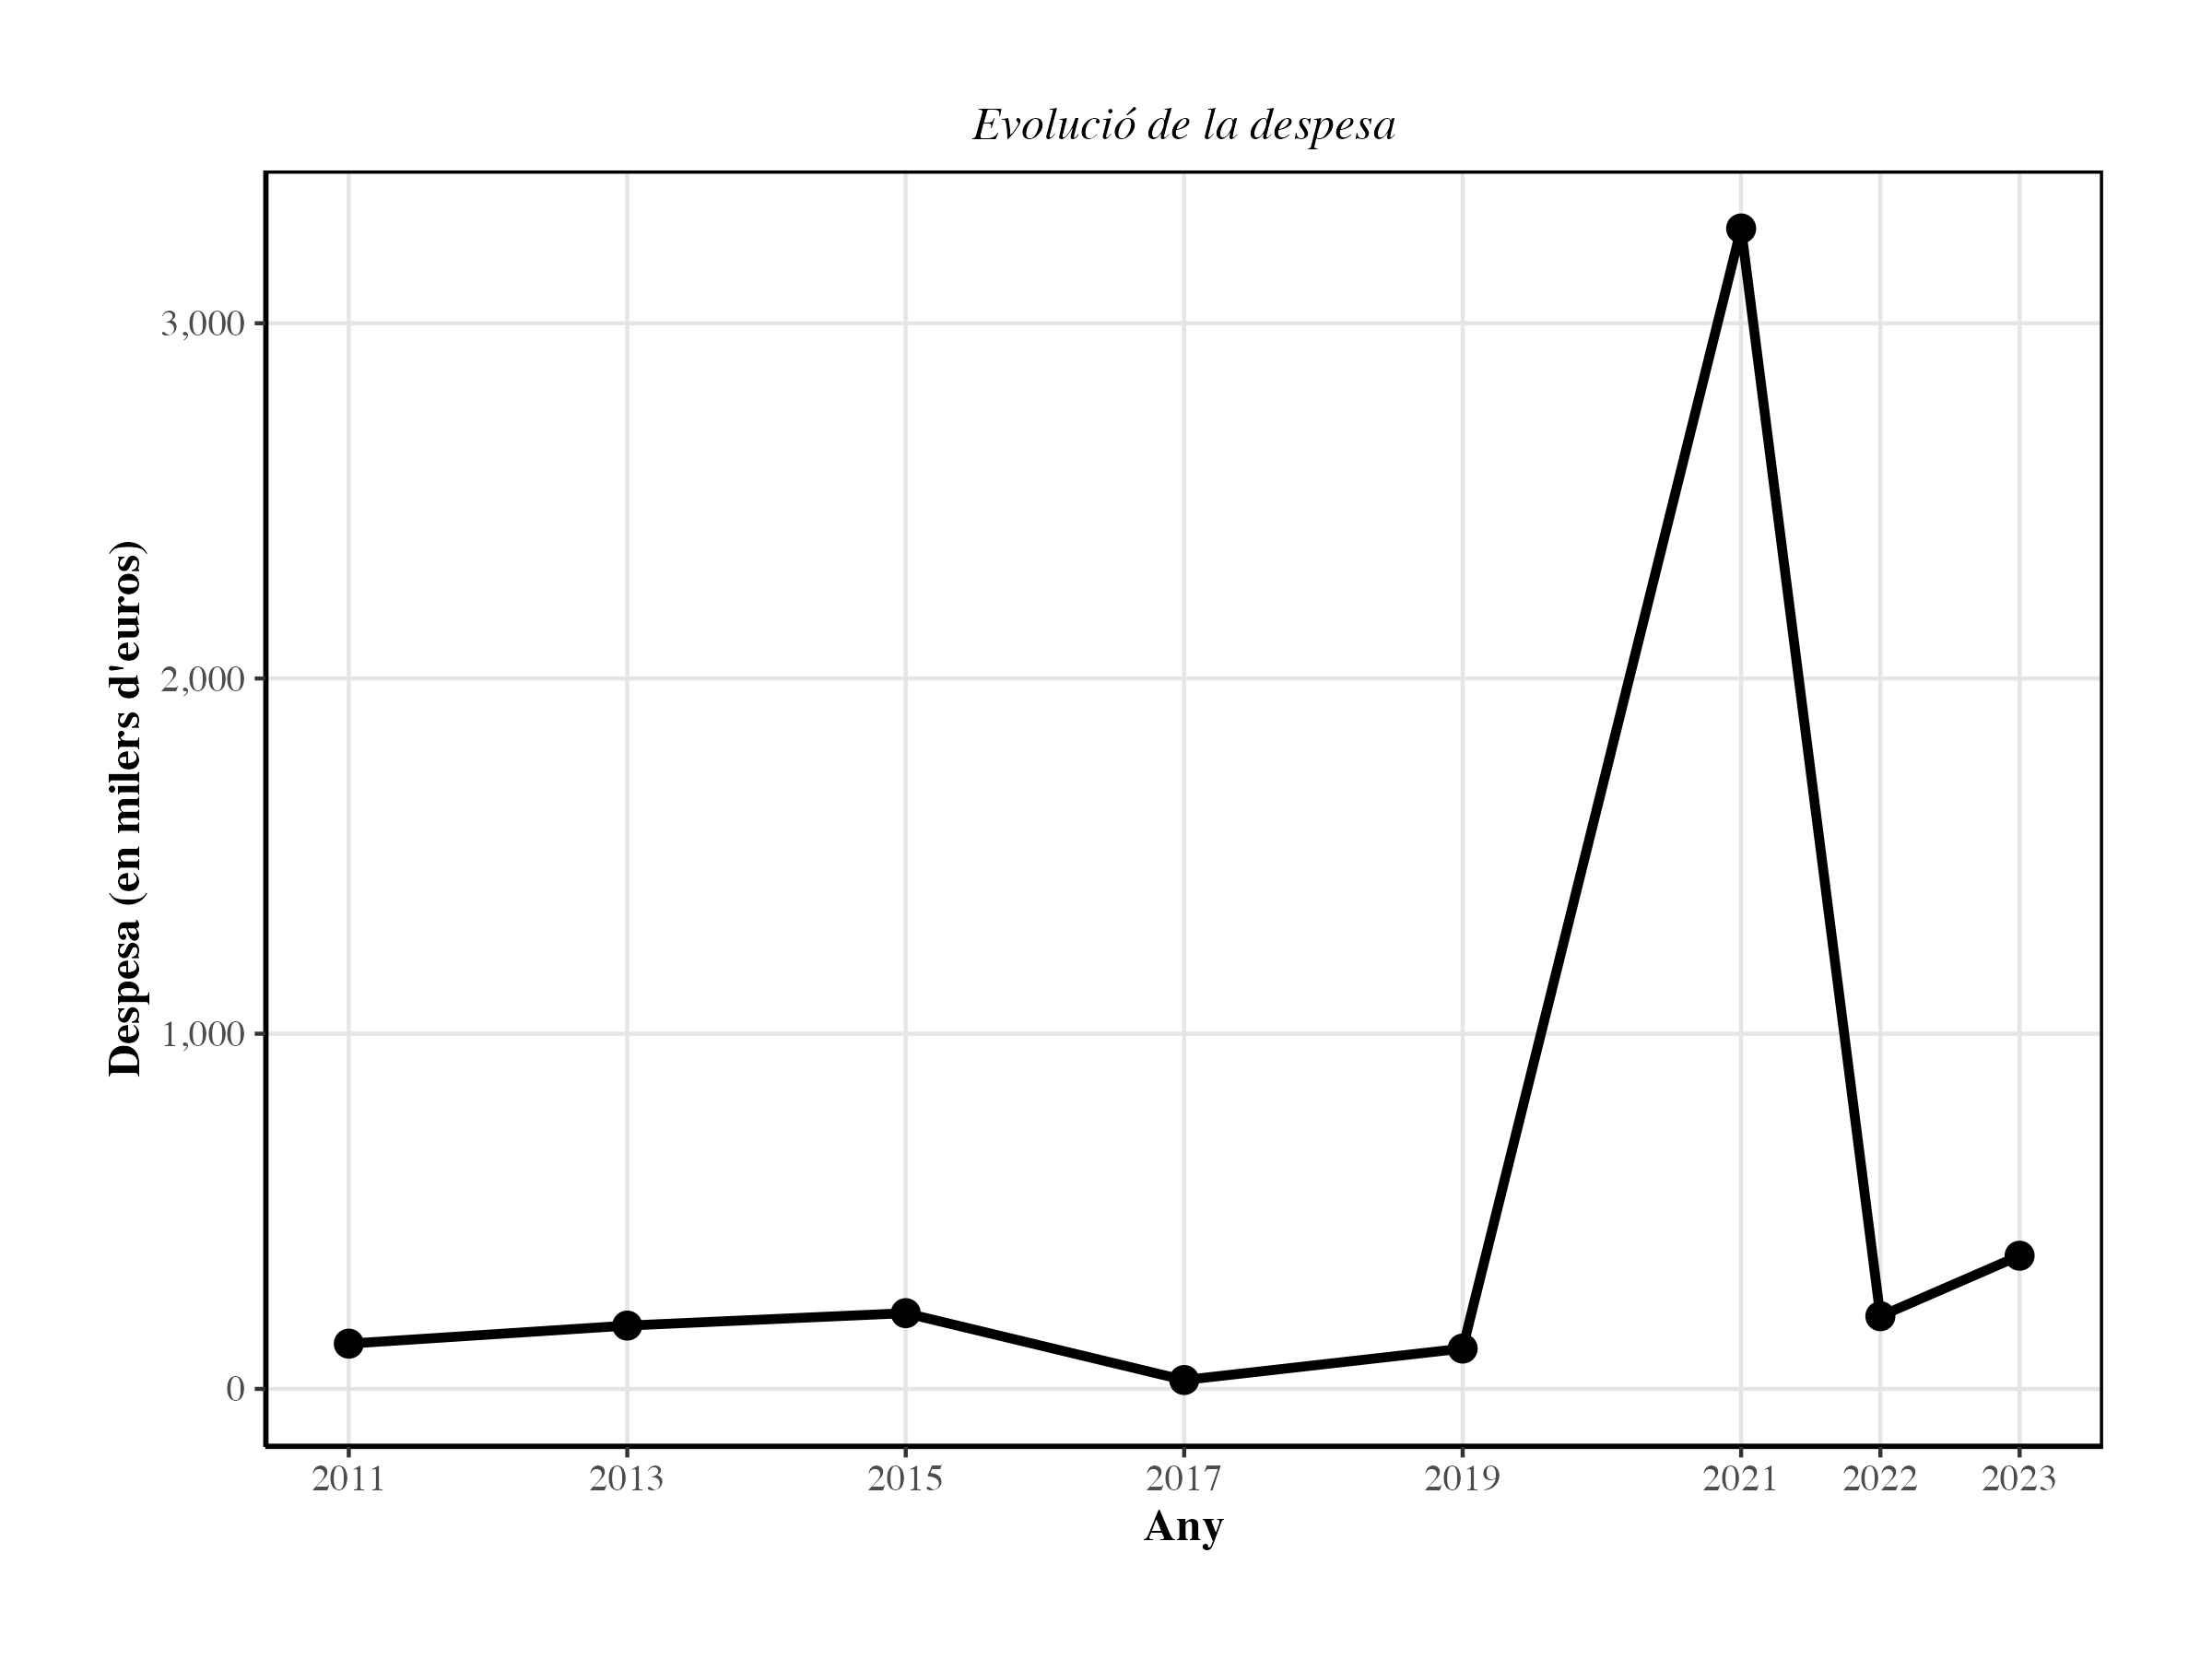 Evolució de la despesa
Despesa (en milers d'euros)
3,000
2,000
1,000
0
2011 2013 2015 2017 2019 2021 2022 2023
Any